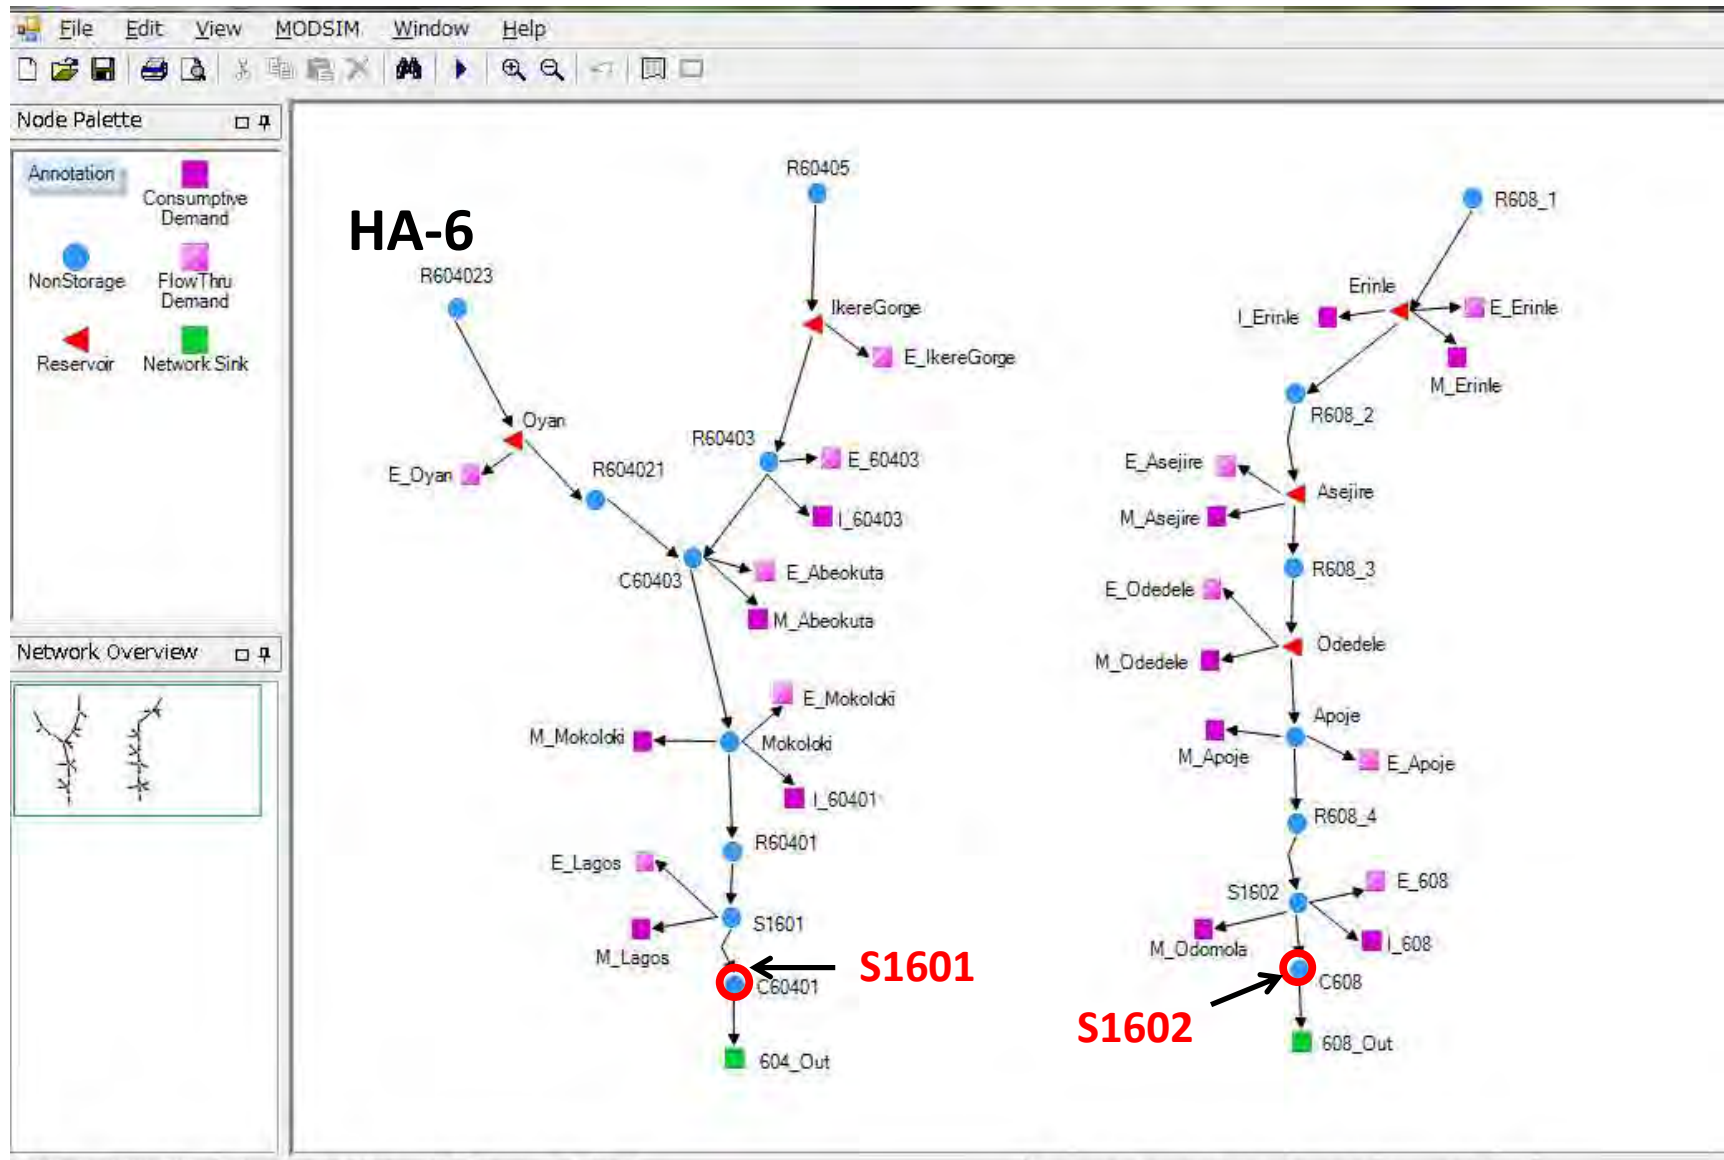 File Edit View MODSIM Window Help
Node Palette
Annotation
Consumptive
Demand
NonStorage
FlowThru
Demand
Reservoir
Network Sink
Network Overview
HA-6
R604023
R60405
IkereGorge
E_IkereGorge
Oyan
E_Oyan
R604021
R60403
E_60403
I_60403
C60403
E_Abeokuta
M_Abeokuta
E_Mokoloki
M_Mokoloki
Mokoloki
I_60401
R60401
E_Lagos
S1601
M_Lagos
C60401
S1601
604_Out
R608_1
Erinle
I_Erinle
E_Erinle
M_Erinle
R608_2
E_Asejire
Asejire
M_Asejire
R608_3
E_Odedele
Odedele
M_Odedele
Apoje
M_Apoje
E_Apoje
R608_4
E_608
S1602
I_608
M_Odomola
C608
S1602
608_Out